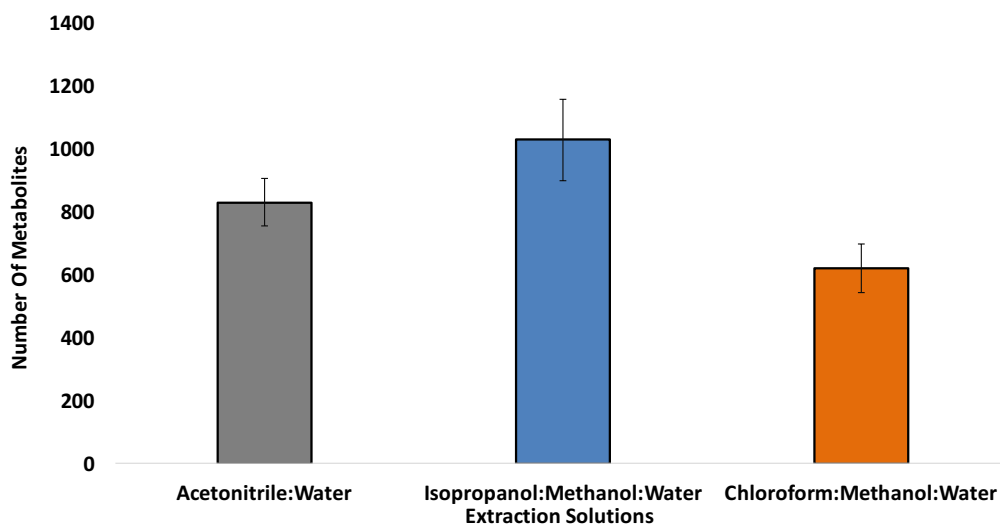 1400
1200
1000
800
600
400
200
0
Number Of Metabolites
Acetonitrile:Water Isopropanol:Methanol:Water Chloroform:Methanol:Water
Extraction Solutions